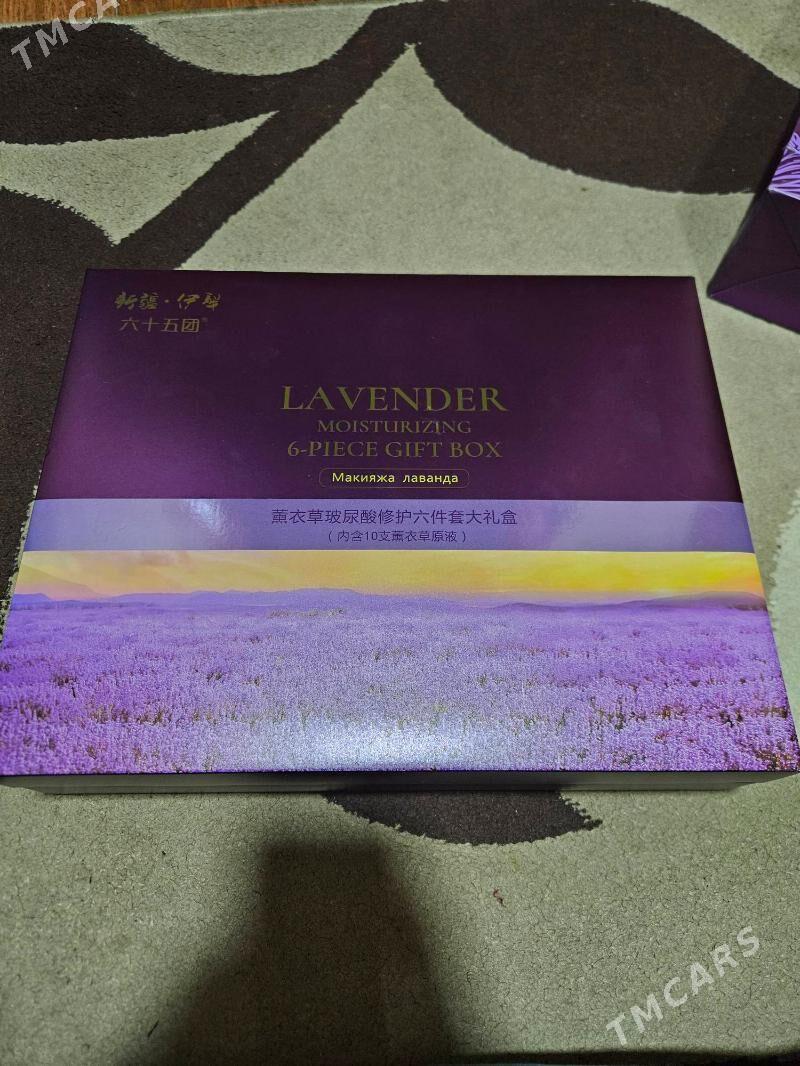 TMCARS
新疆·伊犁
六十五团®
LAVENDER
MOISTURIZING
6-PIECE GIFT BOX
Макияжа лаванда
薰衣草玻尿酸修护六件套大礼盒
（内含10支薰衣草原液）
TMCARS